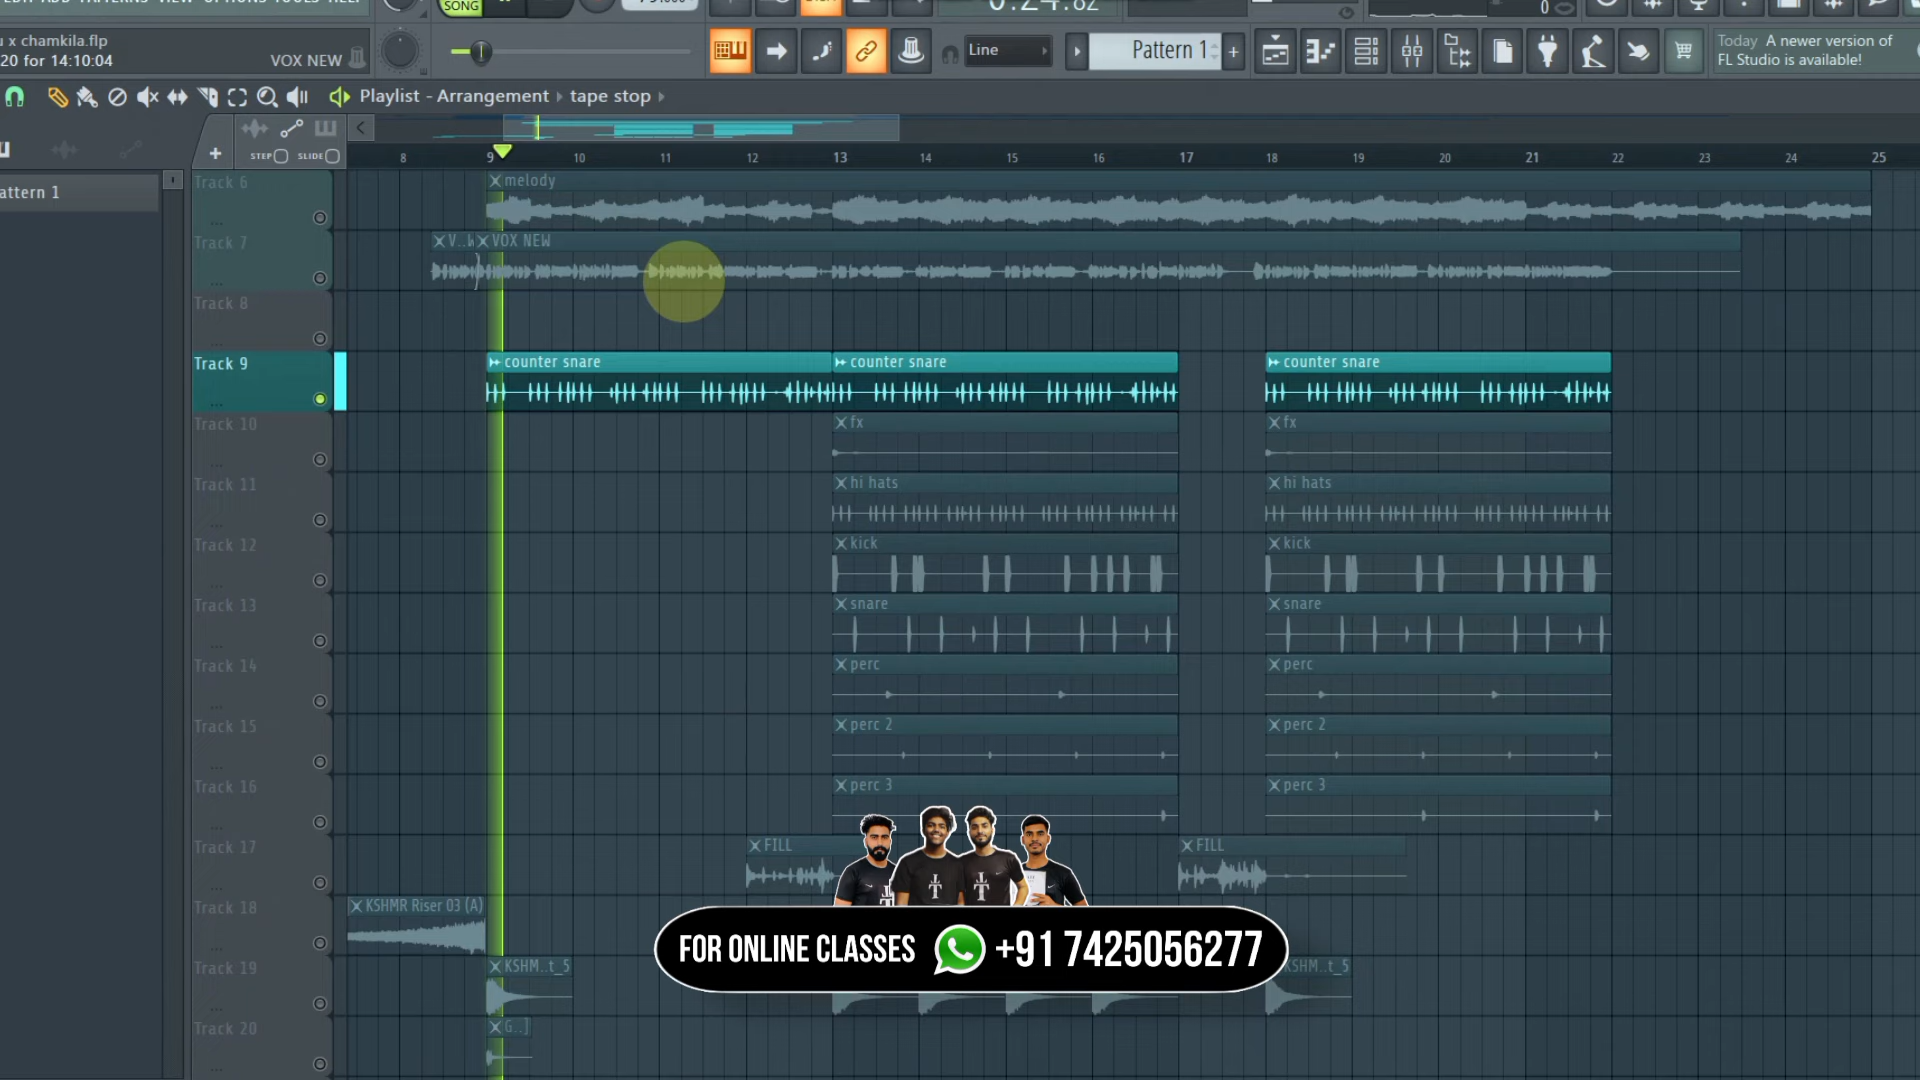 SONG
0:24.82
0
u x chamkila.flp
20 for 14:10:04
VOX NEW
Line
Pattern 1
+
Today A newer version of
FL Studio is available!
Playlist - Arrangement
tape stop
+
STEP
SLIDE
8 9 10 11 12 13 14 15 16 17 18 19 20 21 22 23 24 25
attern 1
Track 6
melody
Track 7
V..W
VOX NEW
Track 8
Track 9
counter snare
counter snare
counter snare
Track 10
fx
fx
Track 11
hi hats
hi hats
Track 12
kick
kick
Track 13
snare
snare
Track 14
perc
perc
Track 15
perc 2
perc 2
Track 16
perc 3
perc 3
Track 17
FILL
FILL
Track 18
KSHMR Riser 03 (A)
FOR ONLINE CLASSES +91 7425056277
Track 19
KSHM..t_5
KSHM..t_5
Track 20
G..]